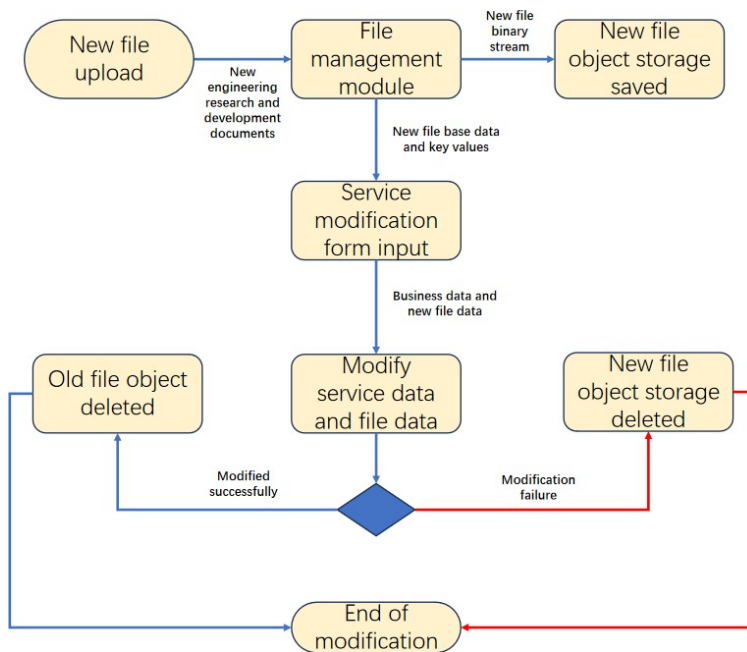 New file
upload
New
engineering
research and
development
documents
File
management
module
New file
binary
stream
New file
object storage
saved
New file base data
and key values
Service
modification
form input
Business data and
new file data
Old file object
deleted
Modify
service data
and file data
New file
object storage
deleted
Modified
successfully
Modification
failure
End of
modification